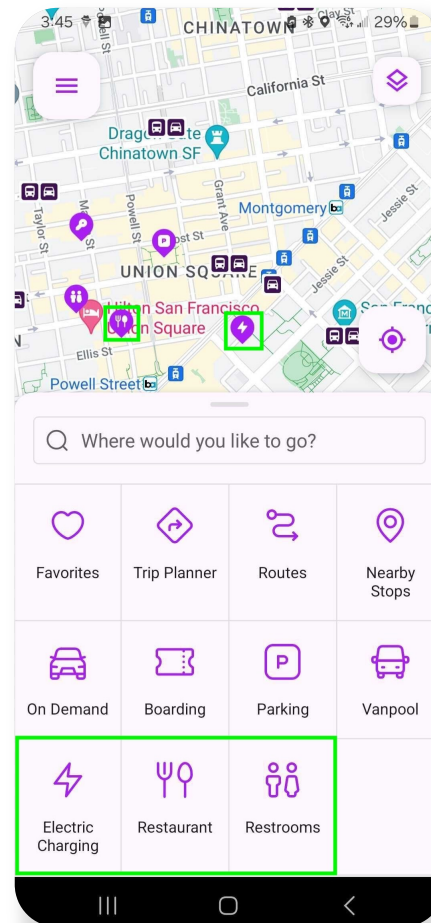 3:45
29%
Clay St
CHINATOWN
California St
Chinatown SF
Grant Ave
Powell St
Taylor St
Montgomery
Jessie St
Post St
UNION SQUARE
Jessie St
Hilton San Francisco
Union Square
Ellis St
Powell Street
Where would you like to go?
Favorites
Trip Planner
Routes
Nearby
Stops
On Demand
Boarding
P
Parking
Vanpool
Electric
Charging
Restaurant
Restrooms